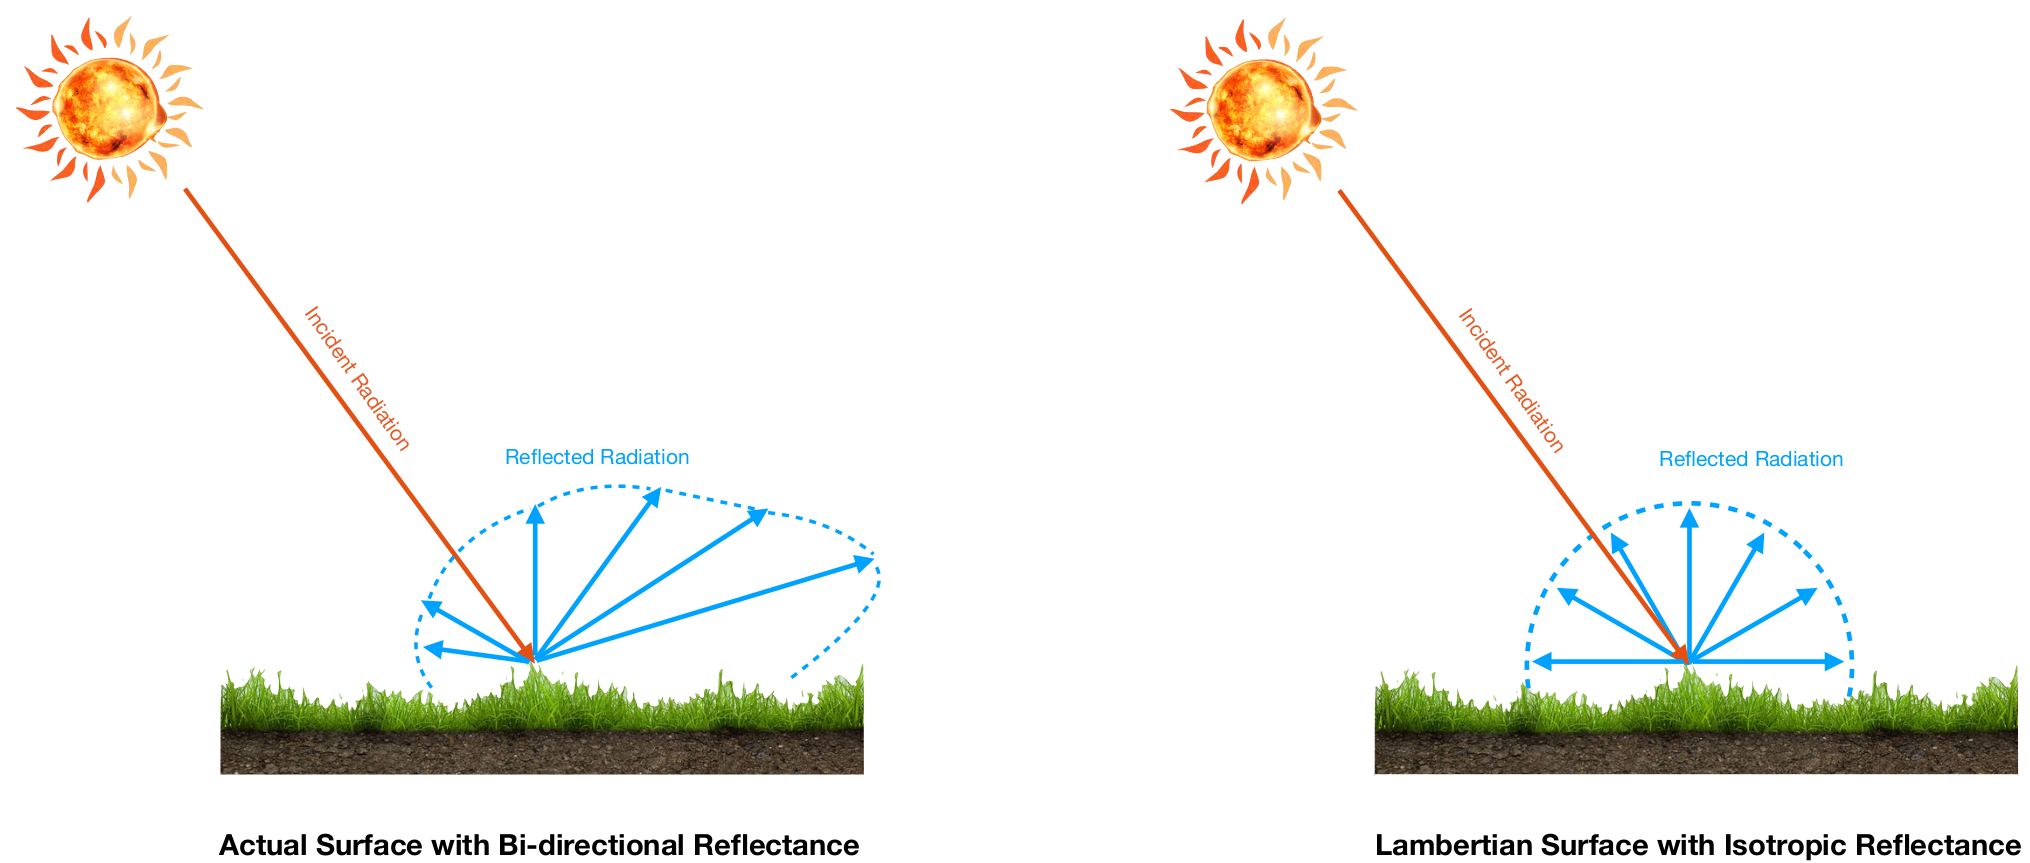 Incident Radiation
Reflected Radiation
Actual Surface with Bi-directional Reflectance
Incident Radiation
Reflected Radiation
Lambertian Surface with Isotropic Reflectance